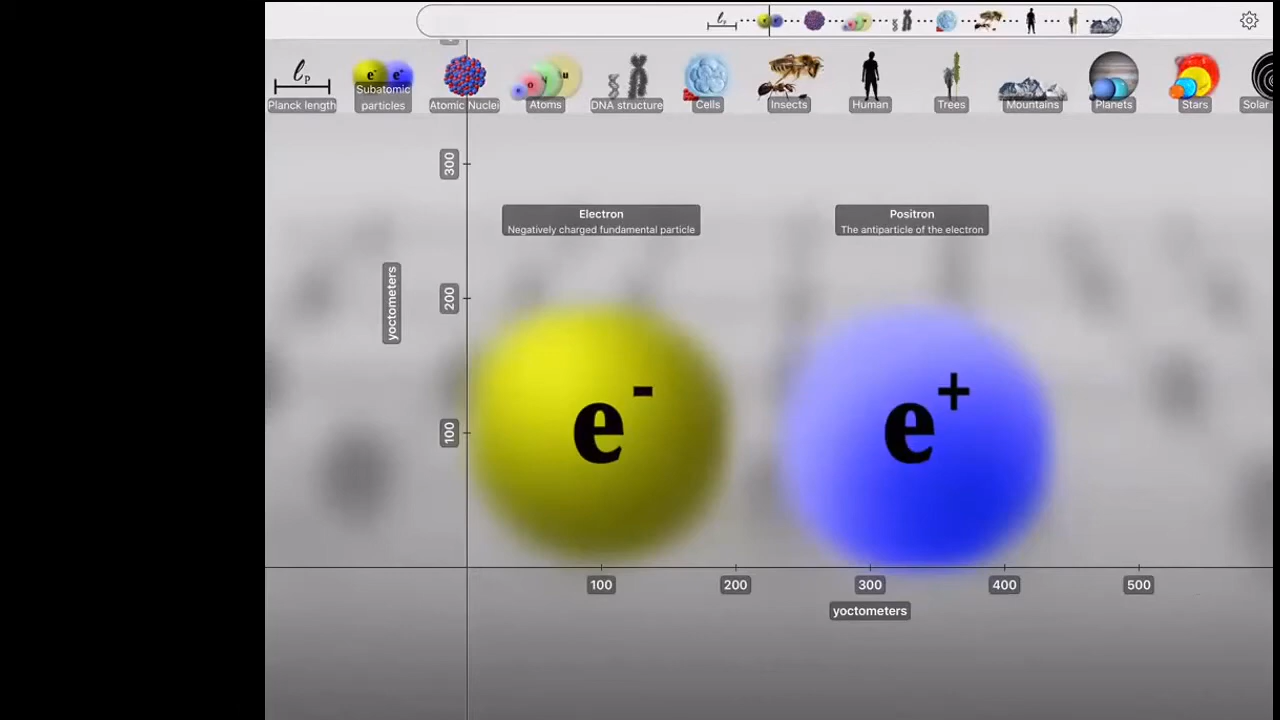 ℓP
e- e-
Planck length
Subatomic
particles
Atomic Nuclei
Atoms
DNA structure
Cells
Insects
Human
Trees
Mountains
Planets
Stars
Solar
300
200
100
yoctometers
Electron
Negatively charged fundamental particle
Positron
The antiparticle of the electron
e-
e+
100
200
300
400
500
yoctometers